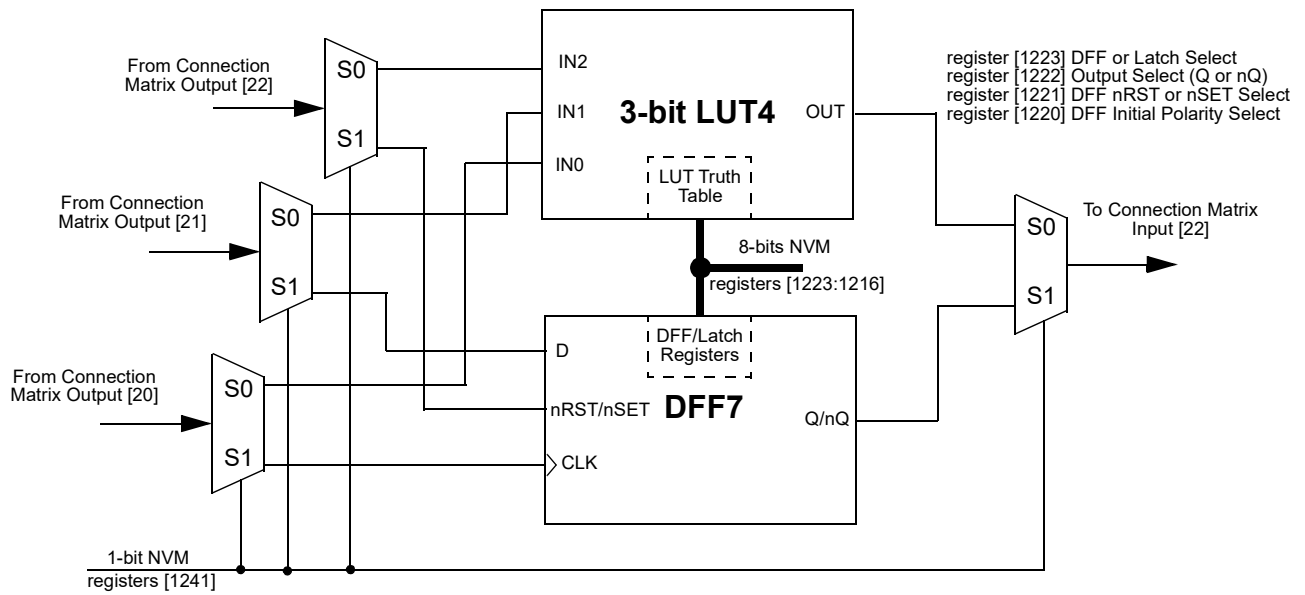 From Connection
Matrix Output [22]
S0
S1
IN2
IN1
IN0
3-bit LUT4
OUT
LUT Truth
Table
register [1223] DFF or Latch Select
register [1222] Output Select (Q or nQ)
register [1221] DFF nRST or nSET Select
register [1220] DFF Initial Polarity Select
From Connection
Matrix Output [21]
S0
S1
8-bits NVM
registers [1223:1216]
S0
S1
To Connection Matrix
Input [22]
From Connection
Matrix Output [20]
S0
S1
DFF/Latch
Registers
D
nRST/nSET
DFF7
Q/nQ
CLK
1-bit NVM
registers [1241]